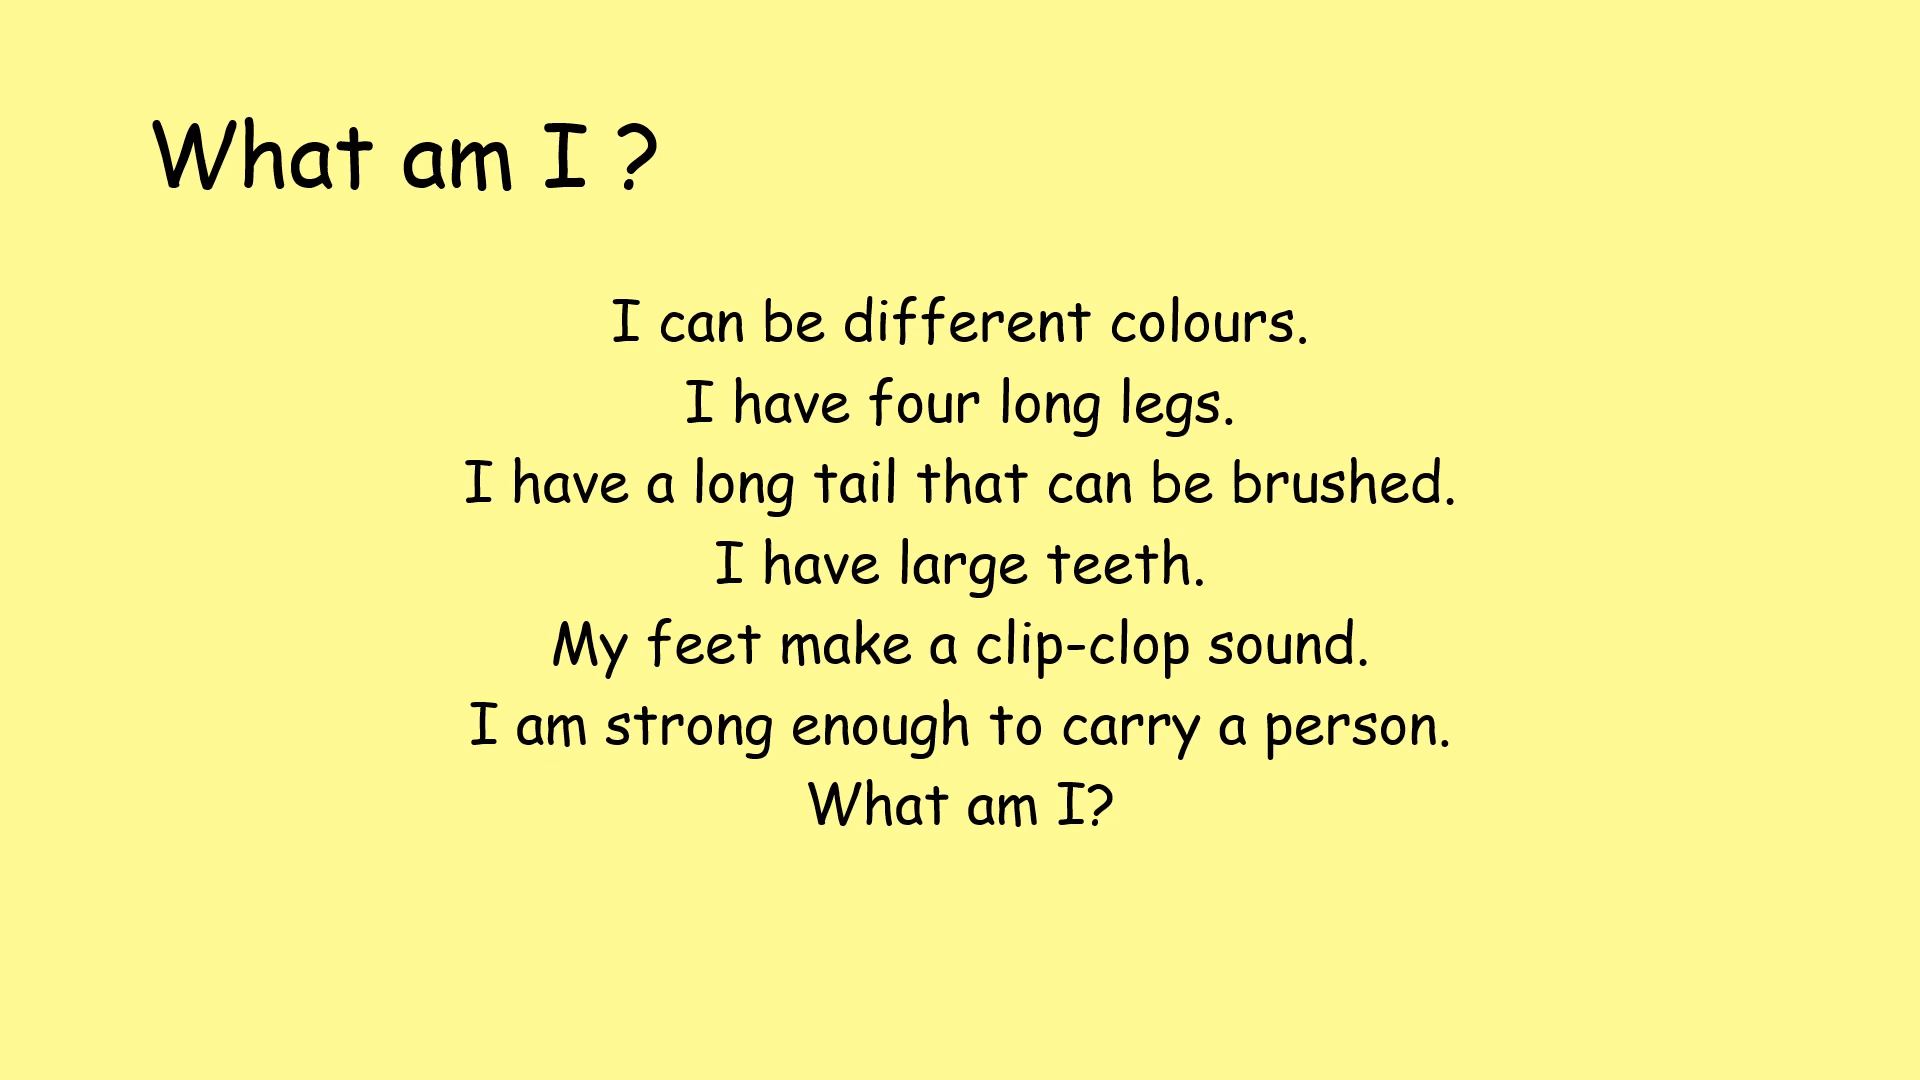 What am I ?
I can be different colours.
I have four long legs.
I have a long tail that can be brushed.
I have large teeth.
My feet make a clip-clop sound.
I am strong enough to carry a person.
What am I?